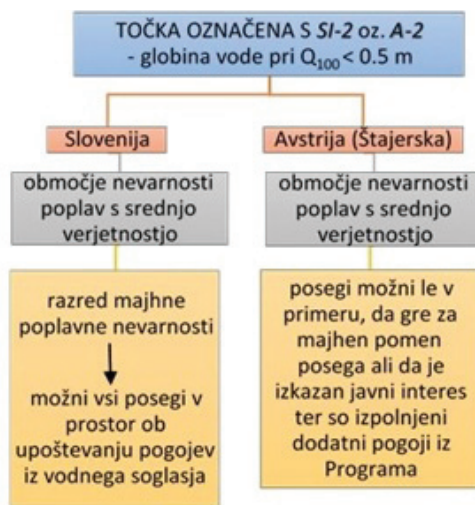 TOČKA OZNAČENA S SI-2 oz. A-2
- globina vode pri Q100 < 0.5 m
Slovenija
območje nevarnosti
poplav s srednjo
verjetnostjo
razred majhne
poplavne nevarnosti
možni vsi posegi v
prostor ob
upoštevanju pogojev
iz vodnega soglasja
Avstrija (Štajerska)
območje nevarnosti
poplav s srednjo
verjetnostjo
posegi možni le v
primeru, da gre za
majhen pomen
posega ali da je
izkazan javni interes
ter so izpolnjeni
dodatni pogoji iz
Programa